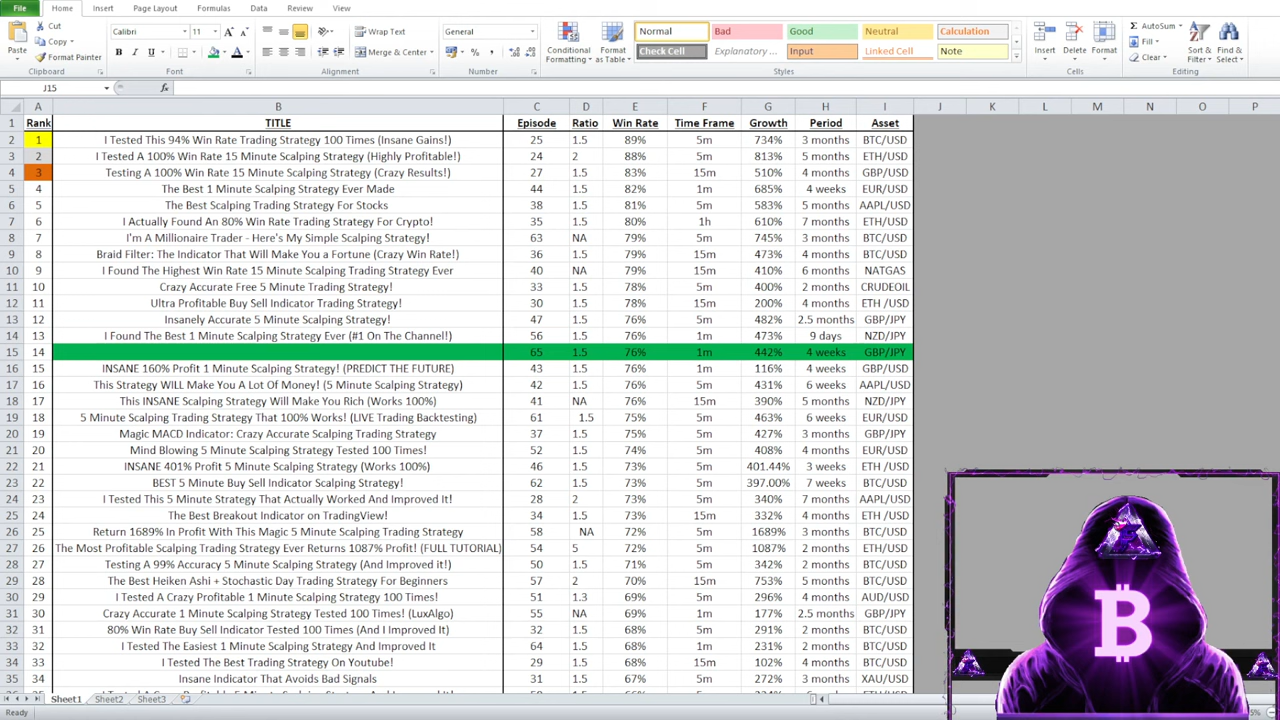 File Home Insert Page Layout Formulas Data Review View
Cut Calibri 11 Wrap Text General Normal Bad Good Neutral Calculation AutoSum
Copy Fill
Paste Format Painter Merge & Center Conditional Formatting Format as Table Check Cell Explanatory ... Input Linked Cell Note Insert Delete Format Clear Sort & Filter Find & Select
Clipboard Font Alignment Number Styles Cells Editing
J15 fx
A B C D E F G H I J K L M N O P
1 Rank TITLE Episode Ratio Win Rate Time Frame Growth Period Asset
2 1 I Tested This 94% Win Rate Trading Strategy 100 Times (Insane Gains!) 25 1.5 89% 5m 734% 3 months BTC/USD
3 2 I Tested A 100% Win Rate 15 Minute Scalping Strategy (Highly Profitable!) 24 2 88% 5m 813% 5 months ETH/USD
4 3 Testing A 100% Win Rate 15 Minute Scalping Strategy (Crazy Results!) 27 1.5 83% 15m 510% 4 months GBP/USD
5 4 The Best 1 Minute Scalping Strategy Ever Made 44 1.5 82% 1m 685% 4 weeks EUR/USD
6 5 The Best Scalping Trading Strategy For Stocks 38 1.5 81% 5m 583% 5 months AAPL/USD
7 6 I Actually Found An 80% Win Rate Trading Strategy For Crypto! 35 1.5 80% 1h 610% 7 months ETH/USD
8 7 I'm A Millionaire Trader - Here's My Simple Scalping Strategy! 63 NA 79% 5m 745% 3 months BTC/USD
9 8 Braid Filter: The Indicator That Will Make You a Fortune (Crazy Win Rate!) 36 1.5 79% 15m 473% 4 months BTC/USD
10 9 I Found The Highest Win Rate 15 Minute Scalping Trading Strategy Ever 40 NA 79% 15m 410% 6 months NATGAS
11 10 Crazy Accurate Free 5 Minute Scalping Trading Strategy! 33 1.5 78% 5m 400% 2 months CRUDEOIL
12 11 Ultra Profitable Buy Sell Indicator Trading Strategy! 30 1.5 78% 15m 200% 4 months ETH /USD
13 12 Insanely Accurate 5 Minute Scalping Strategy! 47 1.5 76% 5m 482% 2.5 months GBP/JPY
14 13 I Found The Best 1 Minute Scalping Strategy Ever (#1 On The Channel!) 56 1.5 76% 1m 473% 9 days NZD/JPY
15 14 65 1.5 76% 1m 442% 4 weeks GBP/JPY
16 15 INSANE 160% Profit 1 Minute Scalping Strategy! (PREDICT THE FUTURE) 43 1.5 76% 1m 116% 4 weeks GBP/USD
17 16 This Strategy WILL Make You A Lot Of Money! (5 Minute Scalping Strategy) 42 1.5 76% 5m 431% 6 weeks AAPL/USD
18 17 This INSANE Scalping Strategy Will Make You Rich (Works 100%) 41 NA 76% 15m 390% 5 months NZD/JPY
19 18 5 Minute Scalping Trading Strategy That 100% Works! (LIVE Trading Backtesting) 61 1.5 75% 5m 463% 6 weeks EUR/USD
20 19 Magic MACD Indicator: Crazy Accurate Scalping Trading Strategy 37 1.5 75% 5m 427% 3 months GBP/JPY
21 20 Mind Blowing 5 Minute Scalping Strategy Tested 100 Times! 52 1.5 74% 5m 408% 4 months EUR/USD
22 21 INSANE 401% Profit 5 Minute Scalping Strategy (Works 100%) 46 1.5 73% 5m 401.44% 3 weeks ETH /USD
23 22 BEST 5 Minute Buy Sell Indicator Scalping Strategy! 62 1.5 73% 5m 397.00% 7 weeks BTC/USD
24 23 I Tested This 5 Minute Strategy That Actually Worked And Improved It! 28 2 73% 5m 340% 7 months AAPL/USD
25 24 The Best Breakout Indicator on TradingView! 34 1.5 73% 15m 332% 4 months ETH /USD
26 25 Return 1689% In Profit With This Magic 5 Minute Scalping Trading Strategy 58 NA 72% 5m 1689% 3 months BTC/USD
27 26 The Most Profitable Scalping Trading Strategy Ever Returns 1087% Profit! (FULL TUTORIAL) 54 5 72% 5m 1087% 2 months ETH/USD
28 27 Testing A 99% Accuracy 5 Minute Scalping Strategy (And Improved it!) 50 1.5 71% 5m 342% 2 months BTC/USD
29 28 The Best Heiken Ashi + Stochastic Day Trading Strategy For Beginners 57 2 70% 15m 753% 5 months BTC/USD
30 29 I Tested A Crazy Profitable 1 Minute Scalping Strategy 100 Times! 51 1.3 69% 5m 296% 4 months AUD/USD
31 30 Crazy Accurate 1 Minute Scalping Strategy Tested 100 Times! (LuxAlgo) 55 NA 69% 1m 177% 2.5 months GBP/JPY
32 31 80% Win Rate Buy Sell Indicator Tested 100 Times (And I Improved It) 32 1.5 68% 5m 291% 2 months BTC/USD
33 32 I Tested The Easiest 1 Minute Scalping Strategy And Improved It 64 1.5 68% 1m 231% 2 months BTC/USD
34 33 I Tested The Best Trading Strategy On Youtube! 29 1.5 68% 15m 102% 4 months BTC/USD
35 34 Insane Indicator That Avoids Bad Signals 31 1.5 67% 5m 272% 3 months XAU/USD
Sheet1 Sheet2 Sheet3
Ready